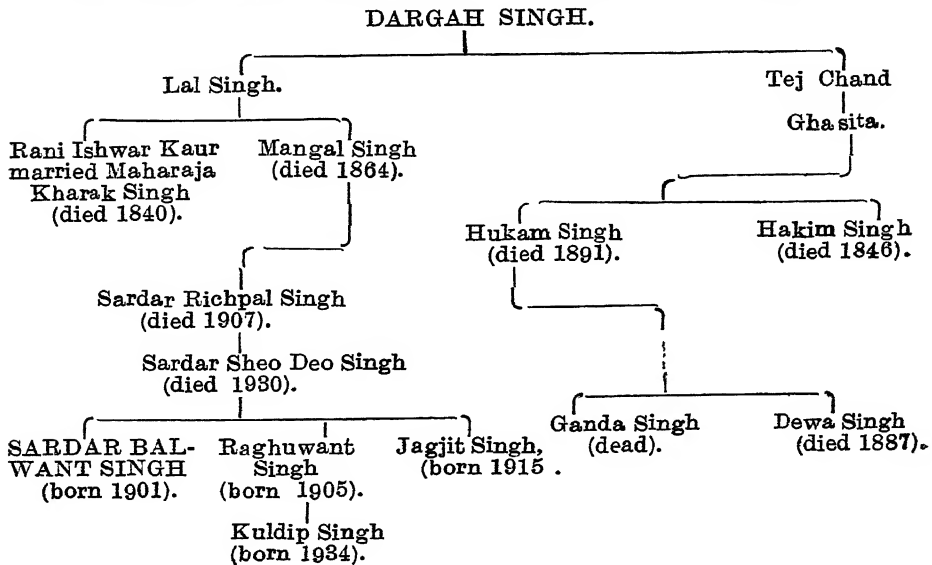 DARGAH SINGH.
Lal Singh.
Tej Chand
Ghasita.
Rani Ishwar Kaur
married Maharaja
Kharak Singh
(died 1840).
Mangal Singh
(died 1864).
Hukam Singh
(died 1891).
Hakim Singh
(died 1846).
Sardar Richpal Singh
(died 1907).
Sardar Sheo Deo Singh
(died 1930).
SARDAR BAL-
WANT SINGH
(born 1901).
Raghuwant
Singh
(born 1905).
Jagjit Singh,
(born 1915 .
Ganda Singh
(dead).
Dewa Singh
(died 1887).
Kuldip Singh
(born 1934).